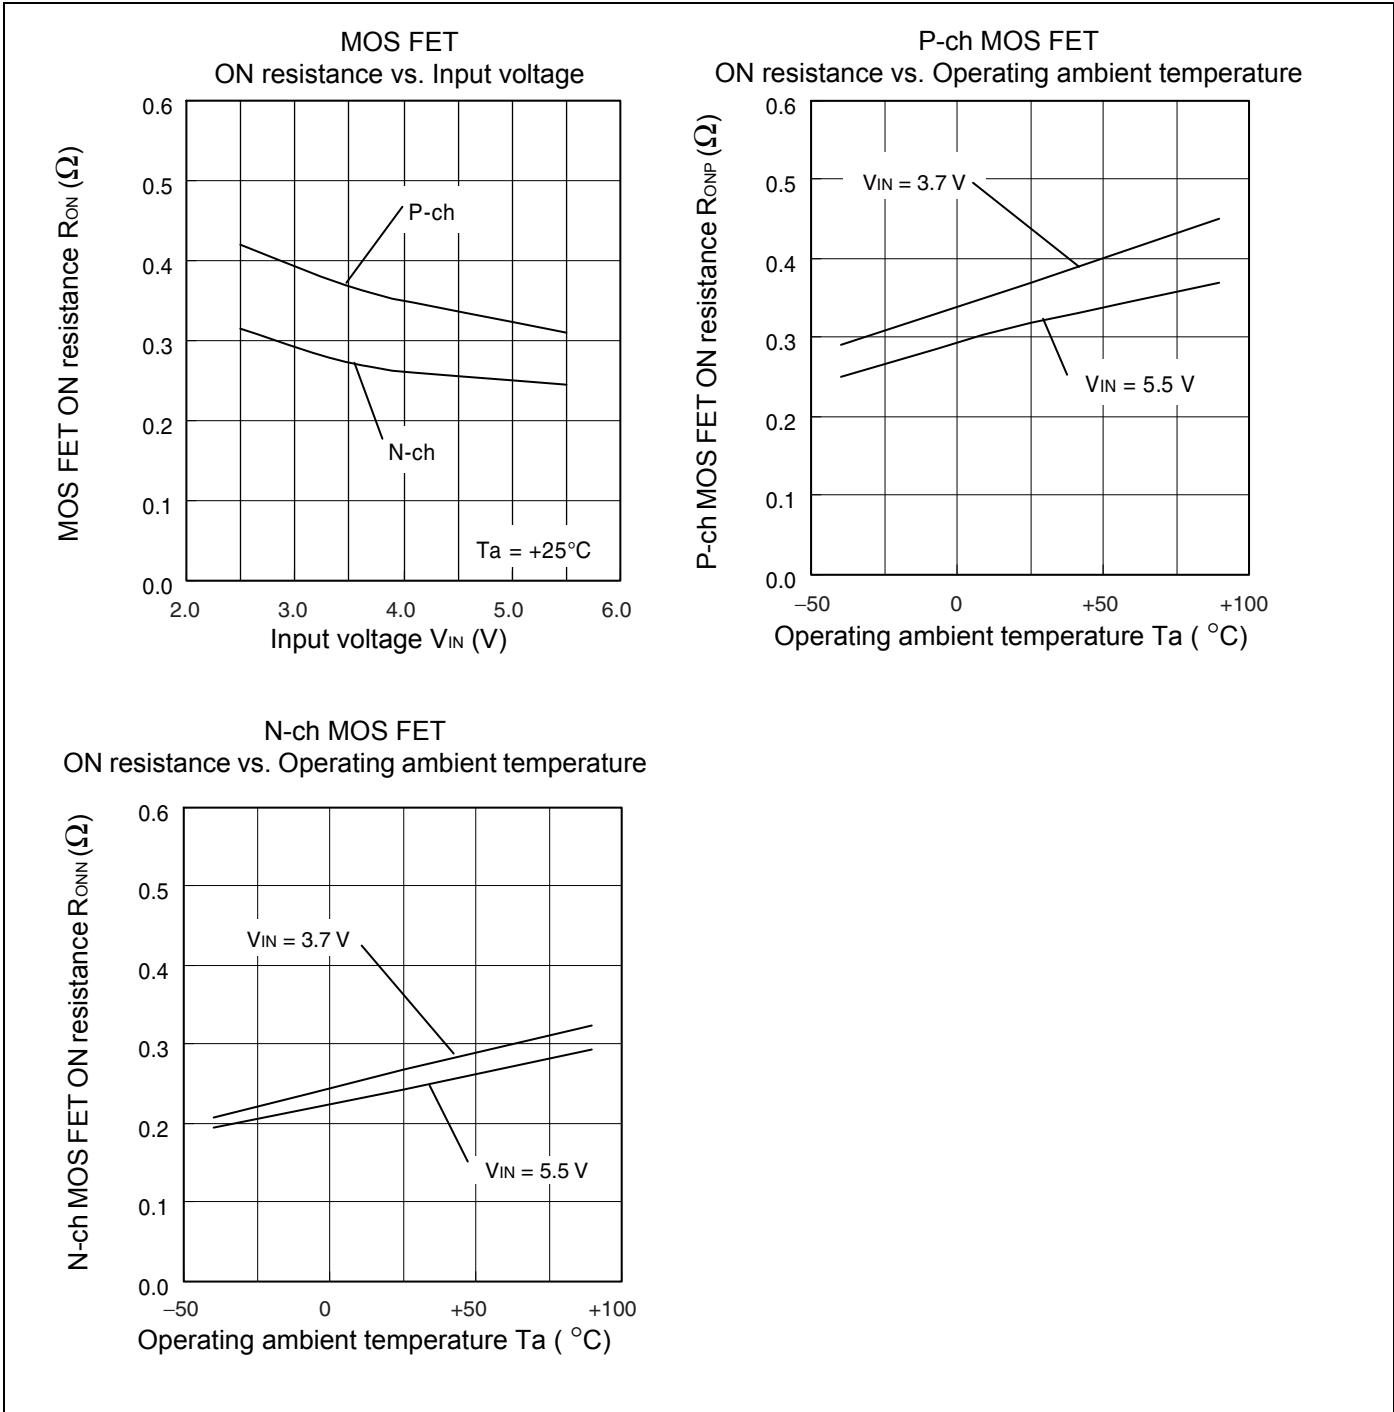 MOS FET
ON resistance vs. Input voltage
MOS FET ON resistance RON (Ω)
0.6
0.5
0.4
0.3
0.2
0.1
0.0
P-ch
N-ch
Ta = +25°C
2.0 3.0 4.0 5.0 6.0
Input voltage VIN (V)
P-ch MOS FET
ON resistance vs. Operating ambient temperature
P-ch MOS FET ON resistance RONP (Ω)
0.6
0.5
0.4
0.3
0.2
0.1
0.0
VIN = 3.7 V
VIN = 5.5 V
−50 0 +50 +100
Operating ambient temperature Ta ( °C)
N-ch MOS FET
ON resistance vs. Operating ambient temperature
N-ch MOS FET ON resistance RONN (Ω)
0.6
0.5
0.4
0.3
0.2
0.1
0.0
VIN = 3.7 V
VIN = 5.5 V
−50 0 +50 +100
Operating ambient temperature Ta ( °C)